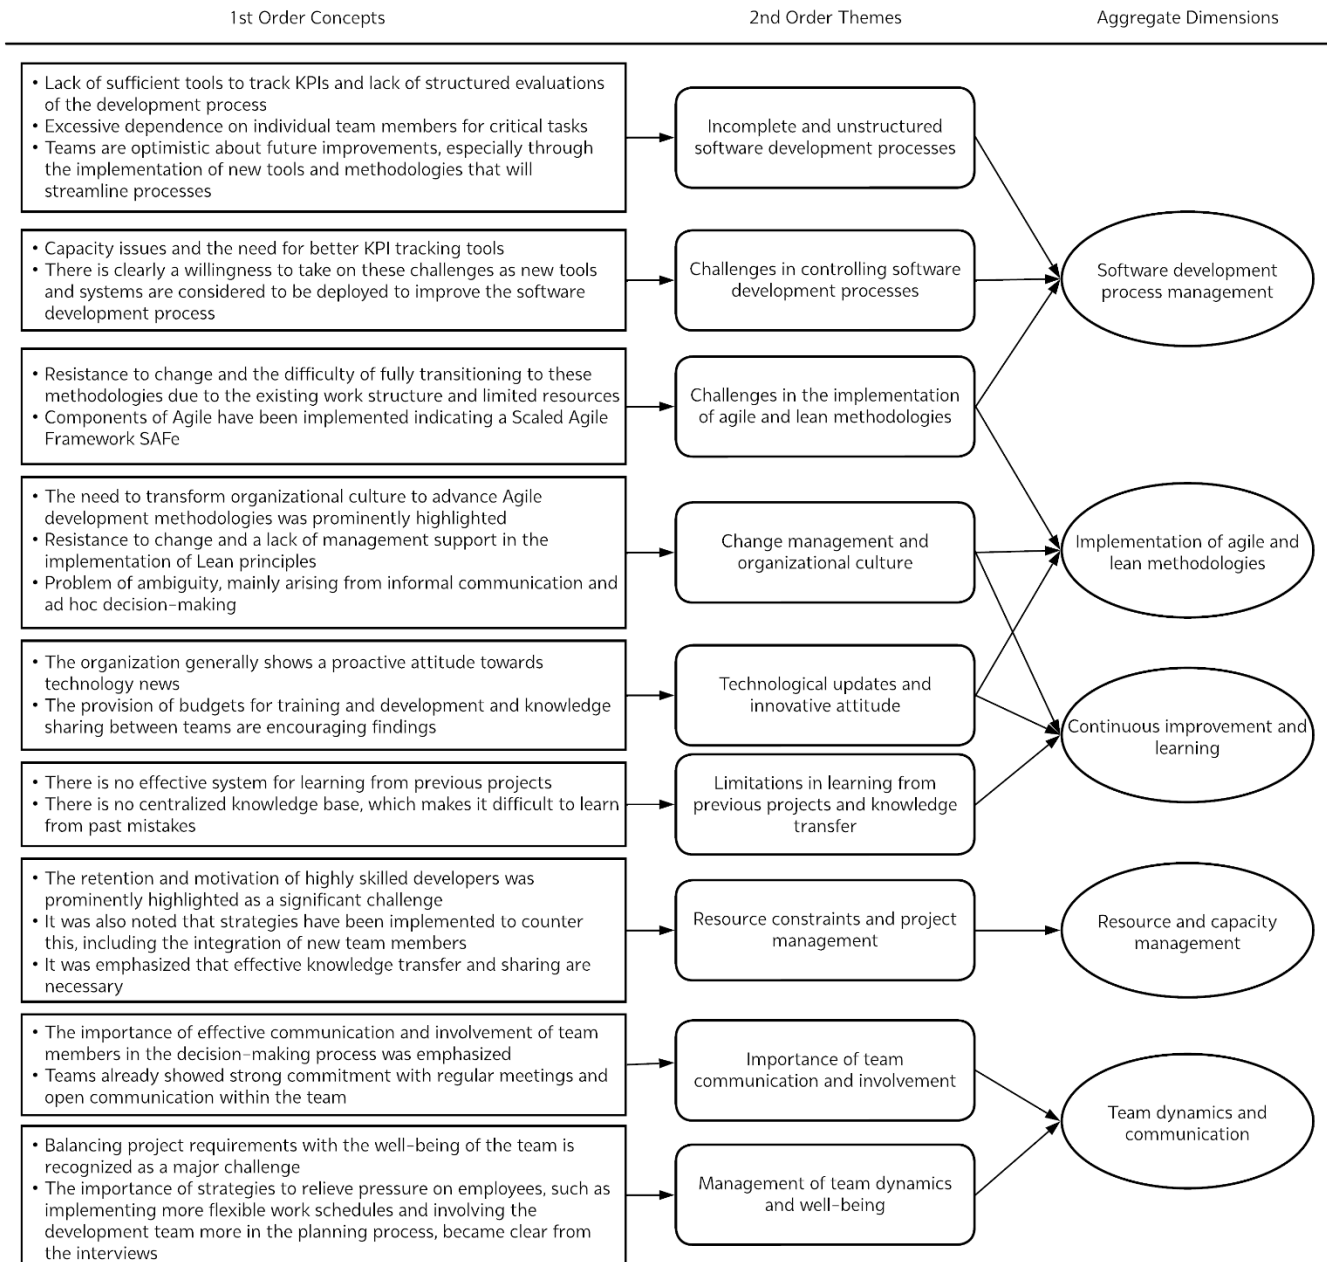 1st Order Concepts
2nd Order Themes
Aggregate Dimensions
• Lack of sufficient tools to track KPIs and lack of structured evaluations
of the development process
• Excessive dependence on individual team members for critical tasks
• Teams are optimistic about future improvements, especially through
the implementation of new tools and methodologies that will
streamline processes
Incomplete and unstructured
software development processes
• Capacity issues and the need for better KPI tracking tools
• There is clearly a willingness to take on these challenges as new tools
and systems are considered to be deployed to improve the software
development process
Challenges in controlling software
development processes
Software development
process management
• Resistance to change and the difficulty of fully transitioning to these
methodologies due to the existing work structure and limited resources
• Components of Agile have been implemented indicating a Scaled Agile
Framework SAFe
Challenges in the implementation
of agile and lean methodologies
• The need to transform organizational culture to advance Agile
development methodologies was prominently highlighted
• Resistance to change and a lack of management support in the
implementation of Lean principles
• Problem of ambiguity, mainly arising from informal communication and
ad hoc decision-making
Change management and
organizational culture
Implementation of agile and
lean methodologies
• The organization generally shows a proactive attitude towards
technology news
• The provision of budgets for training and development and knowledge
sharing between teams are encouraging findings
Technological updates and
innovative attitude
Continuous improvement and
learning
• There is no effective system for learning from previous projects
• There is no centralized knowledge base, which makes it difficult to learn
from past mistakes
Limitations in learning from
previous projects and knowledge
transfer
• The retention and motivation of highly skilled developers was
prominently highlighted as a significant challenge
• It was also noted that strategies have been implemented to counter
this, including the integration of new team members
• It was emphasized that effective knowledge transfer and sharing are
necessary
Resource constraints and project
management
Resource and capacity
management
• The importance of effective communication and involvement of team
members in the decision-making process was emphasized
• Teams already showed strong commitment with regular meetings and
open communication within the team
Importance of team
communication and involvement
Team dynamics and
communication
• Balancing project requirements with the well-being of the team is
recognized as a major challenge
• The importance of strategies to relieve pressure on employees, such as
implementing more flexible work schedules and involving the
development team more in the planning process, became clear from
the interviews
Management of team dynamics
and well-being